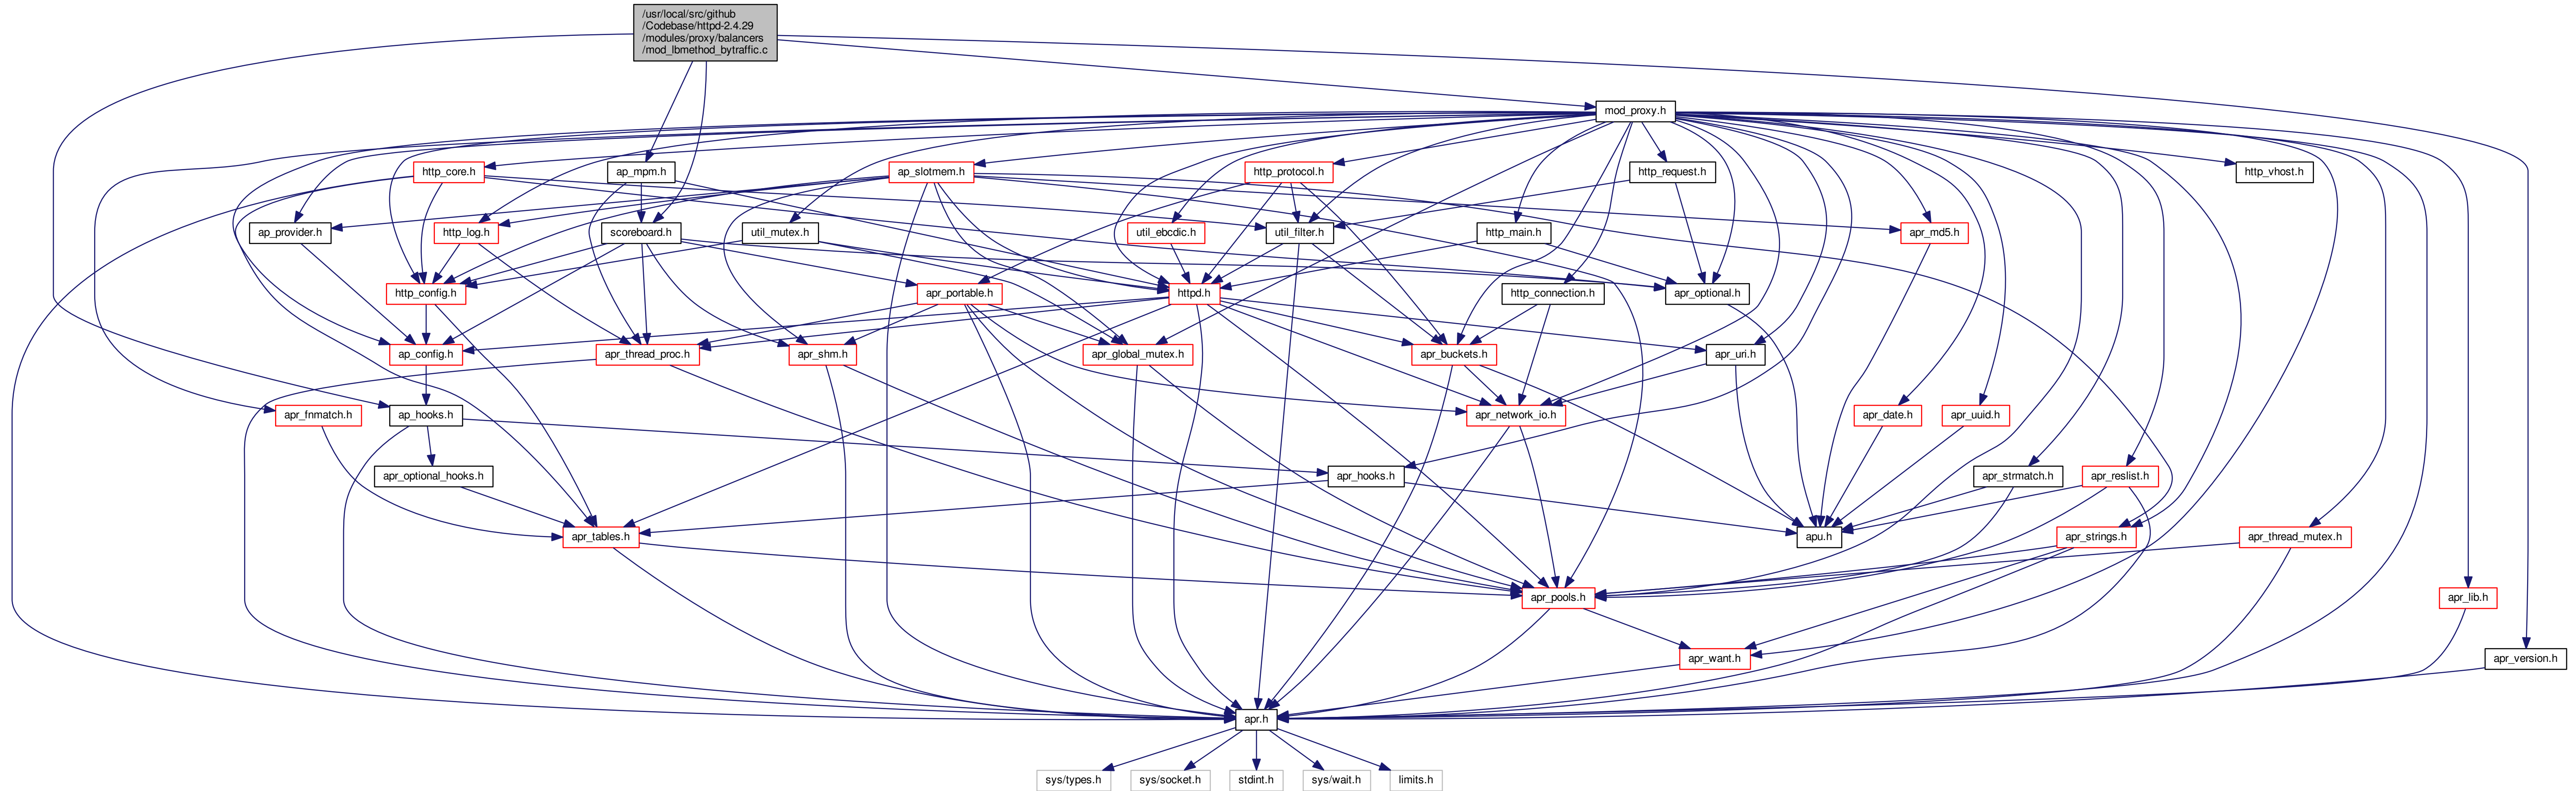 /usr/local/src/github
/Codebase/httpd-2.4.29
/modules/proxy/balancers
/mod_lbmethod_bytraffic.c
mod_proxy.h
http_core.h
ap_mpm.h
ap_slotmem.h
http_protocol.h
http_request.h
http_vhost.h
ap_provider.h
http_log.h
scoreboard.h
util_mutex.h
util_ebcdic.h
util_filter.h
http_main.h
apr_md5.h
http_config.h
apr_portable.h
httpd.h
http_connection.h
apr_optional.h
ap_config.h
apr_thread_proc.h
apr_shm.h
apr_global_mutex.h
apr_buckets.h
apr_uri.h
apr_fnmatch.h
ap_hooks.h
apr_network_io.h
apr_date.h
apr_uuid.h
apr_optional_hooks.h
apr_hooks.h
apr_strmatch.h
apr_reslist.h
apr_tables.h
apu.h
apr_strings.h
apr_thread_mutex.h
apr_pools.h
apr_lib.h
apr_want.h
apr_version.h
apr.h
sys/types.h
sys/socket.h
stdint.h
sys/wait.h
limits.h